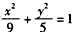 x²/9 + y²/5 = 1